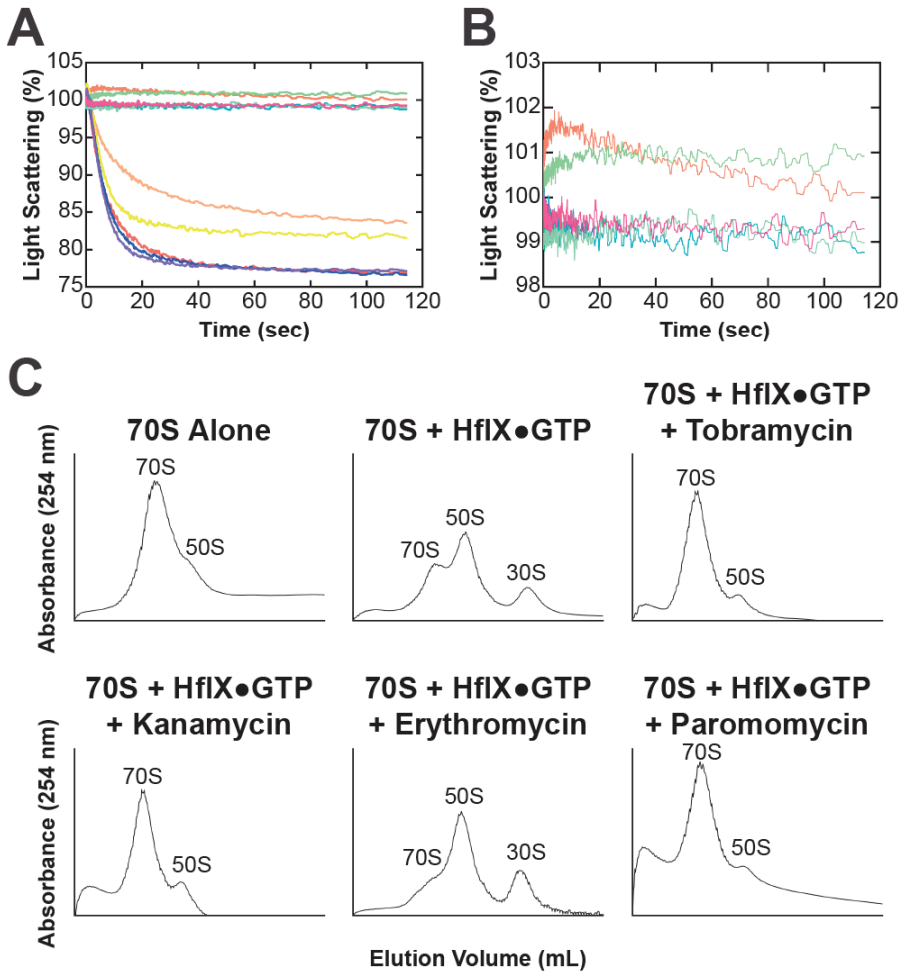 A
B
105
100
95
90
85
80
75
0
20
40
60
80
100
120
Light Scattering (%)
Time (sec)
103
102
101
100
99
98
0
20
40
60
80
100
120
Light Scattering (%)
Time (sec)
C
70S Alone
70S
50S
Absorbance (254 nm)
70S + HflX●GTP
70S
50S
30S
70S + HflX●GTP
+ Tobramycin
70S
50S
70S + HflX●GTP
+ Kanamycin
70S
50S
Absorbance (254 nm)
70S + HflX●GTP
+ Erythromycin
70S
50S
30S
70S + HflX●GTP
+ Paromomycin
70S
50S
Elution Volume (mL)